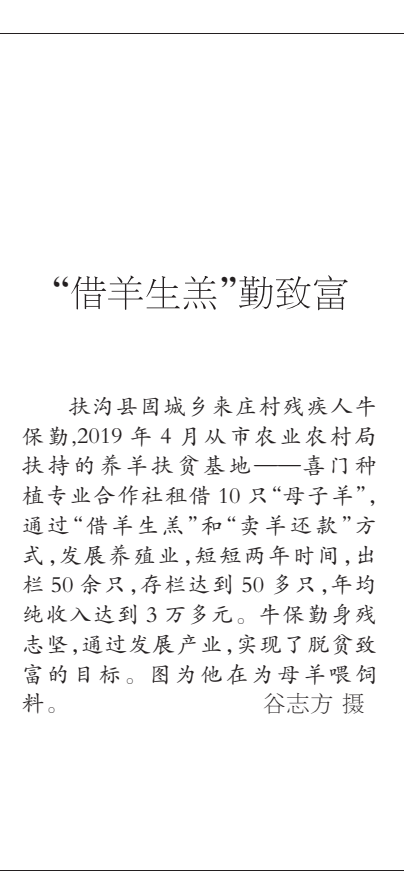 “借羊生羔”勤致富
扶沟县固城乡来庄村残疾人牛
保勤,2019 年 4 月从市农业农村局
扶持的养羊扶贫基地——喜门种
植专业合作社租借 10 只“母子羊”,
通过“借羊生羔”和“卖羊还款”方
式,发展养殖业,短短两年时间,出
栏 50 余只,存栏达到 50 多只,年均
纯收入达到 3 万多元。牛保勤身残
志坚,通过发展产业,实现了脱贫致
富的目标。图为他在为母羊喂饲
料。 谷志方 摄